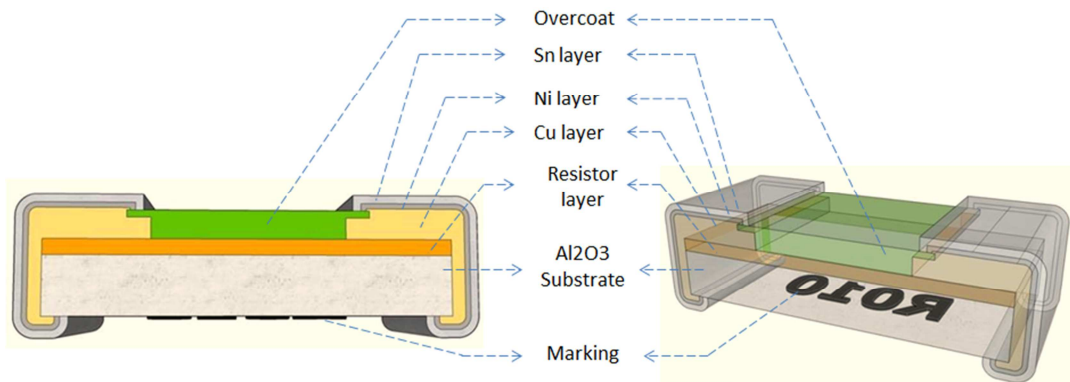 Overcoat
Sn layer
Ni layer
Cu layer
Resistor
layer
Al2O3
Substrate
Marking
R010